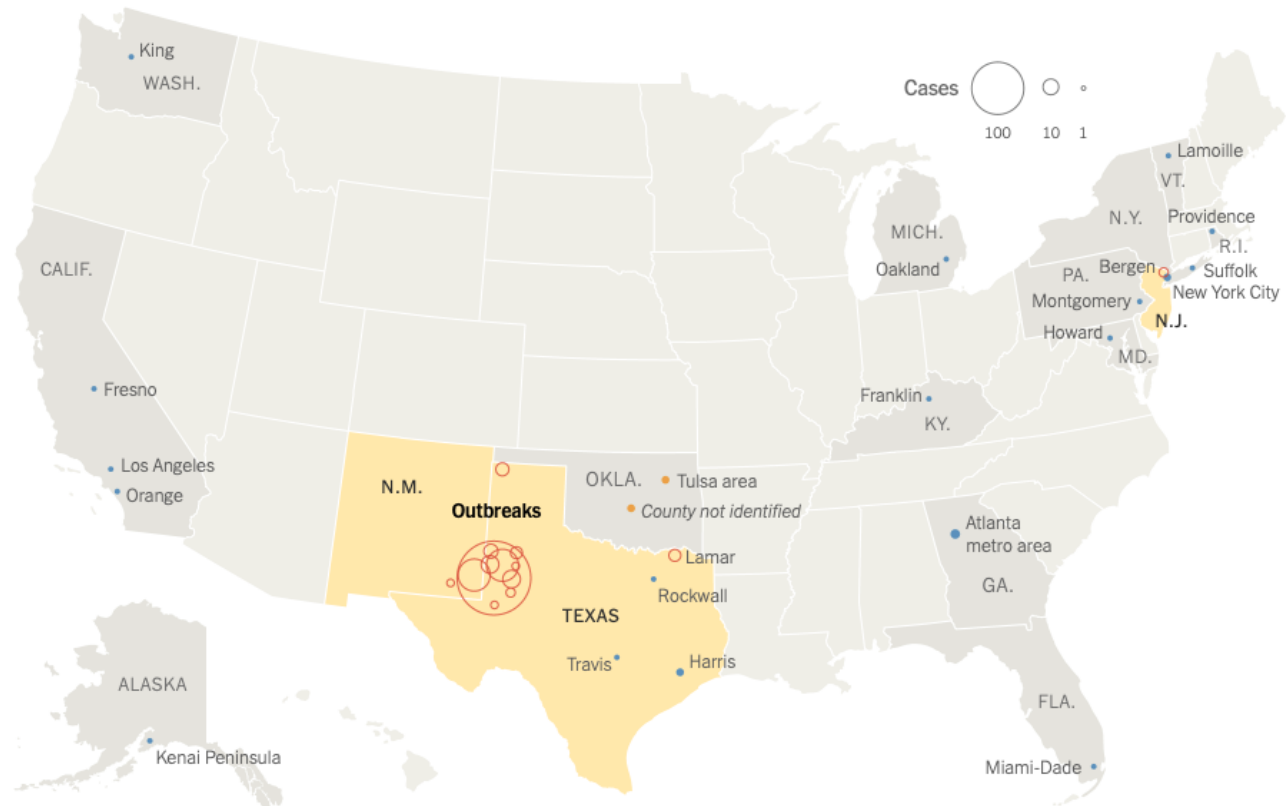 King
WASH.
Cases
100 10 1
Lamoille
VT.
N.Y.
Providence
R.I.
MICH.
Oakland
CALIF.
PA.
Bergen
Suffolk
New York City
Montgomery
N.J.
Howard
MD.
Fresno
Franklin
KY.
Los Angeles
Orange
N.M.
OKLA.
Tulsa area
Outbreaks
County not identified
Atlanta
metro area
Lamar
GA.
Rockwall
TEXAS
Travis
Harris
ALASKA
FLA.
Kenai Peninsula
Miami-Dade